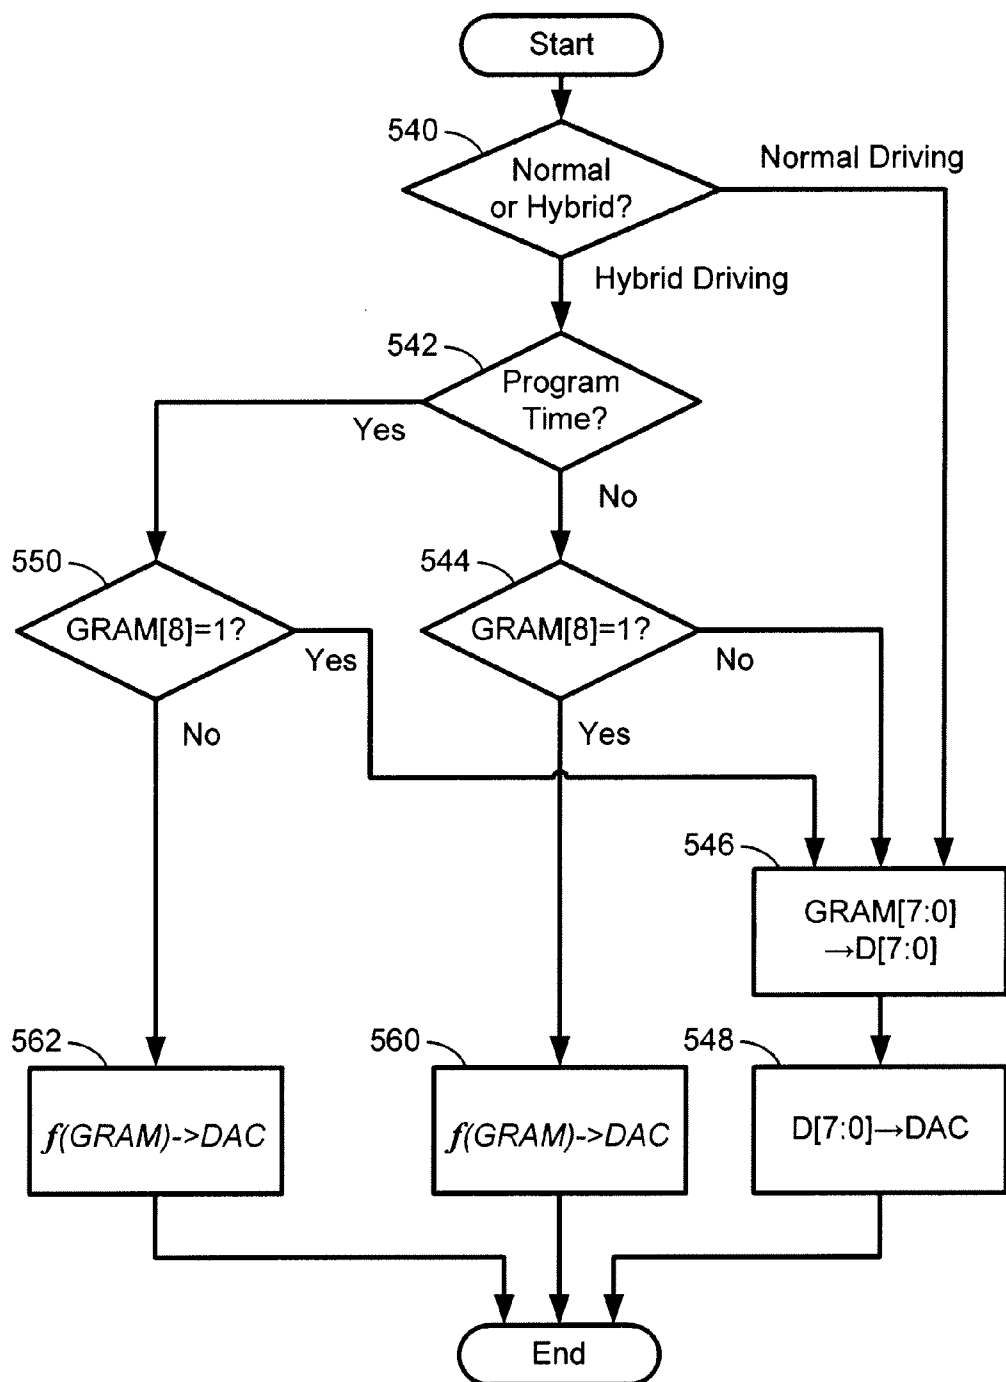 Start
540
Normal
or Hybrid?
Normal Driving
Hybrid Driving
542
Program
Time?
Yes
No
550
GRAM[8]=1?
Yes
No
544
GRAM[8]=1?
No
Yes
546
GRAM[7:0]
→D[7:0]
562
f(GRAM)->DAC
560
f(GRAM)->DAC
548
D[7:0]→DAC
End